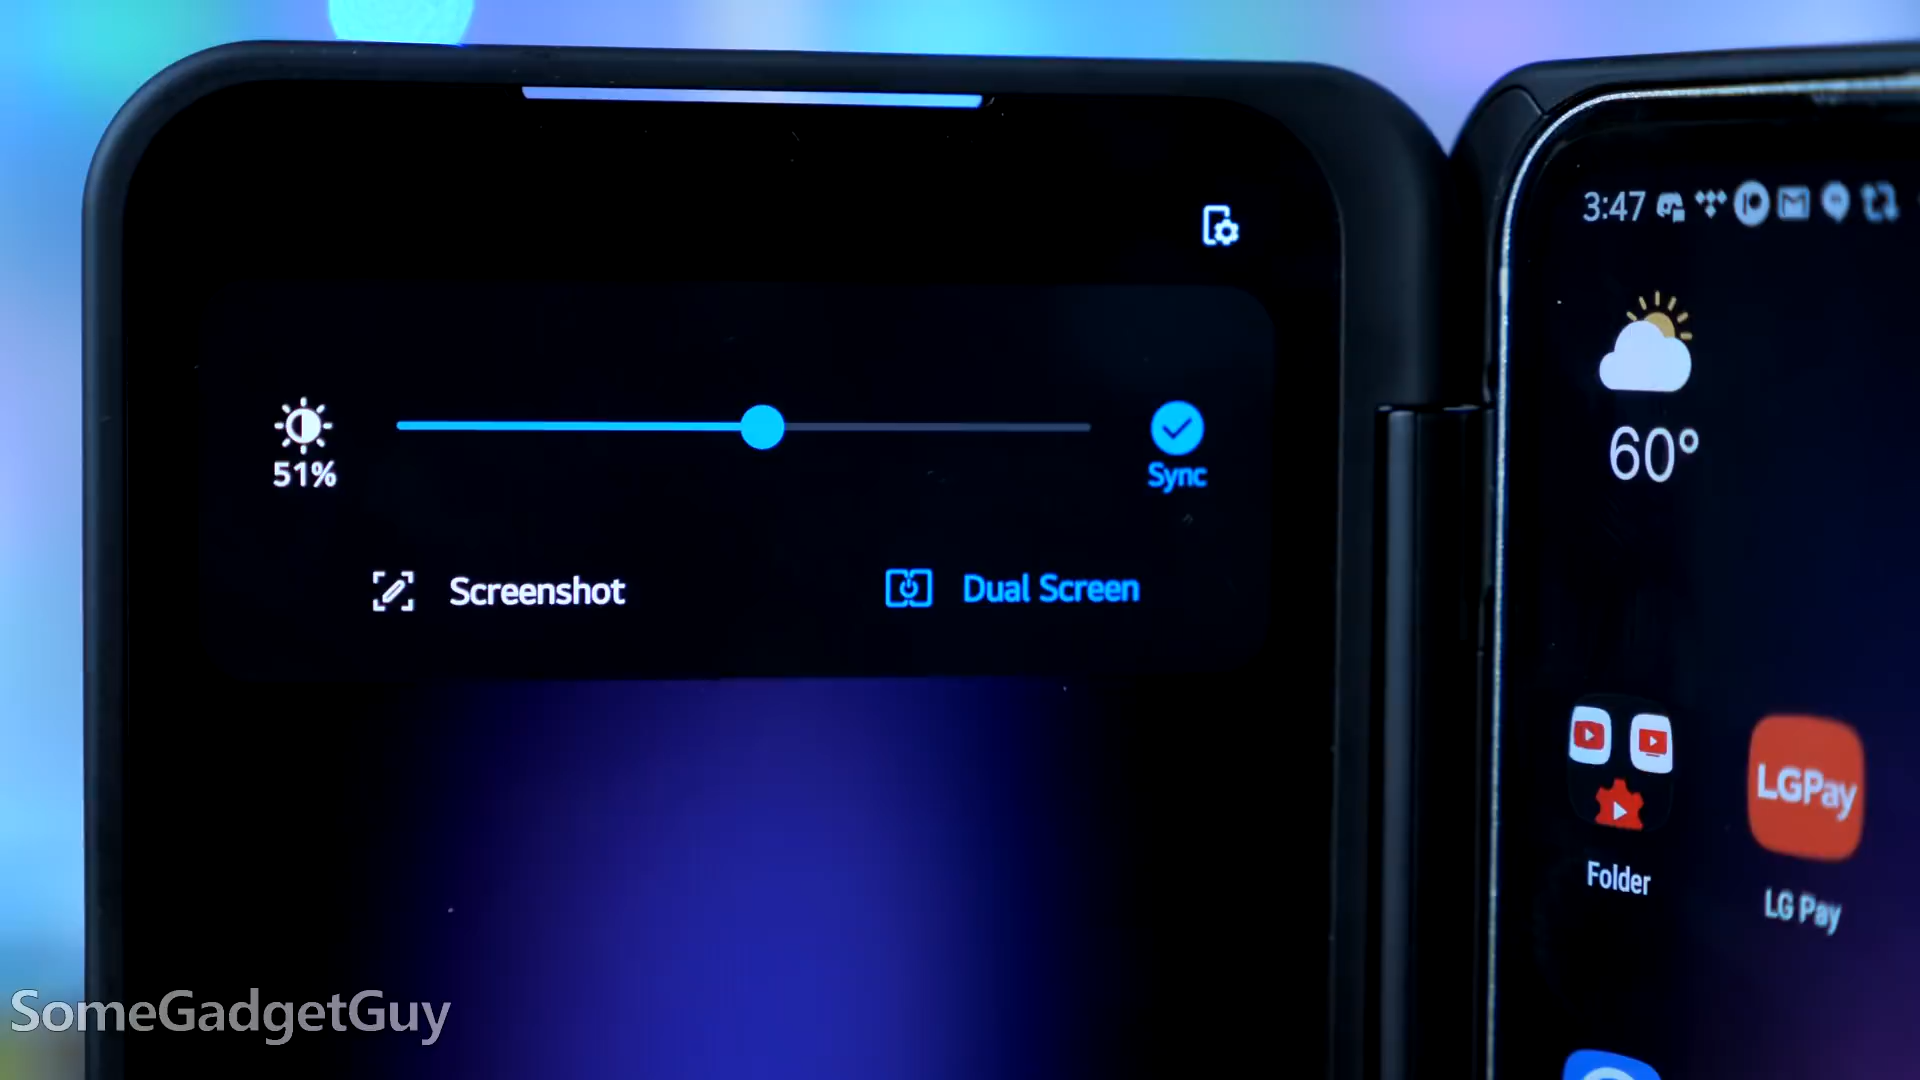 51%
Sync
Screenshot
Dual Screen
3:47
60°
LGPay
Folder
LG Pay
SomeGadgetGuy